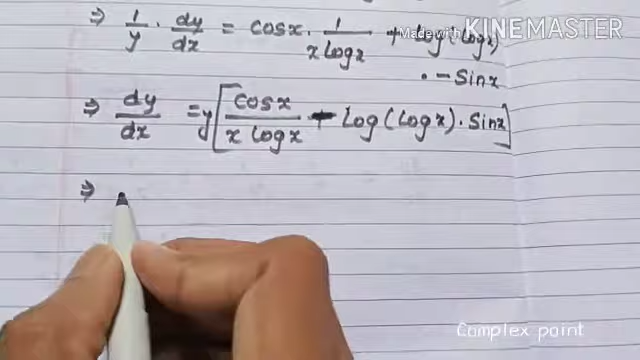 Made with KINEMASTER
⇒ 1/y · dy/dx = cosx · 1/(x logx) + log(logx)
· - Sinx
⇒ dy/dx = y[cosx/(x logx) - log(logx) · Sinx]
⇒
Complex point